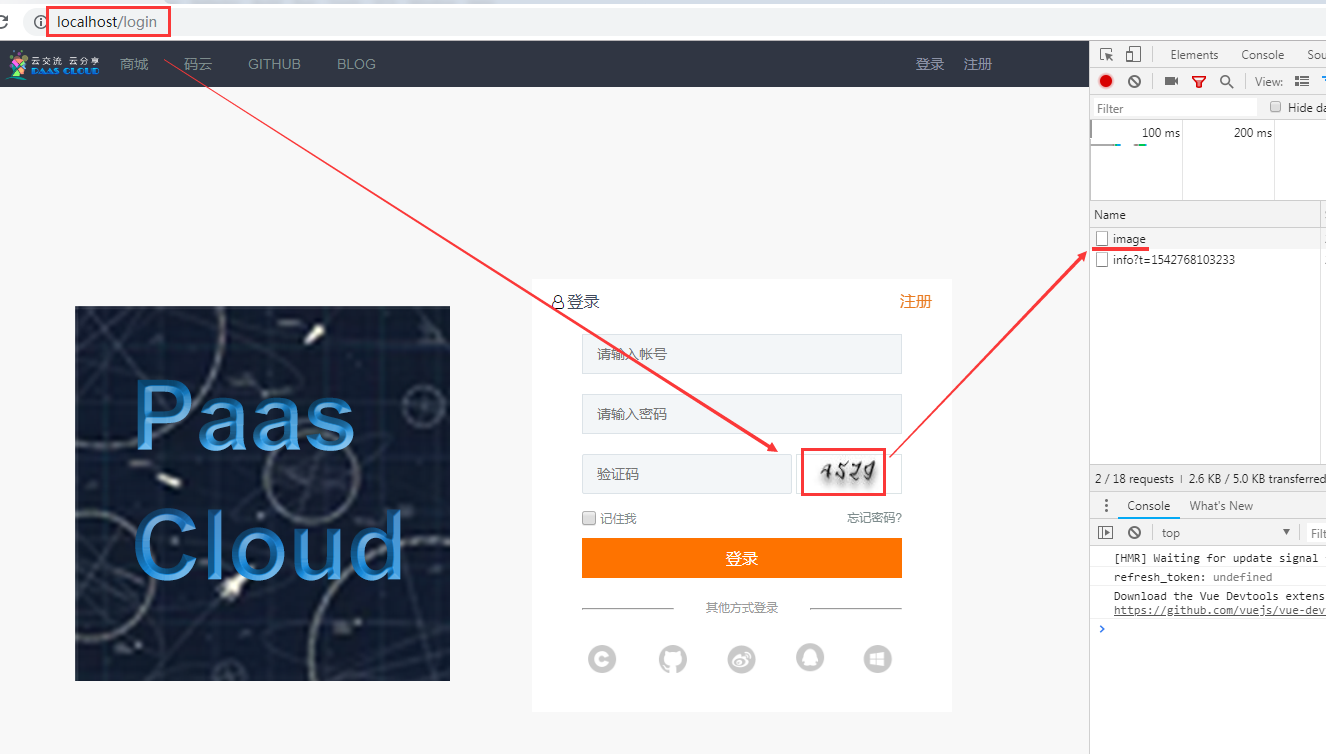 localhost/login
云交流 云分享
PAAS CLOUD
商城 码云 GITHUB BLOG 登录 注册
Elements Console Sou
View:
Filter Hide da
100 ms 200 ms
Name
image
info?t=1542768103233
登录 注册
请输入帐号
请输入密码
验证码
记住我 忘记密码?
登录
其他方式登录
Paas
Cloud
2 / 18 requests 2.6 KB / 5.0 KB transferred
Console What's New
top Filt
[HMR] Waiting for update signal
refresh_token: undefined
Download the Vue Devtools extens
https://github.com/vuejs/vue-dev